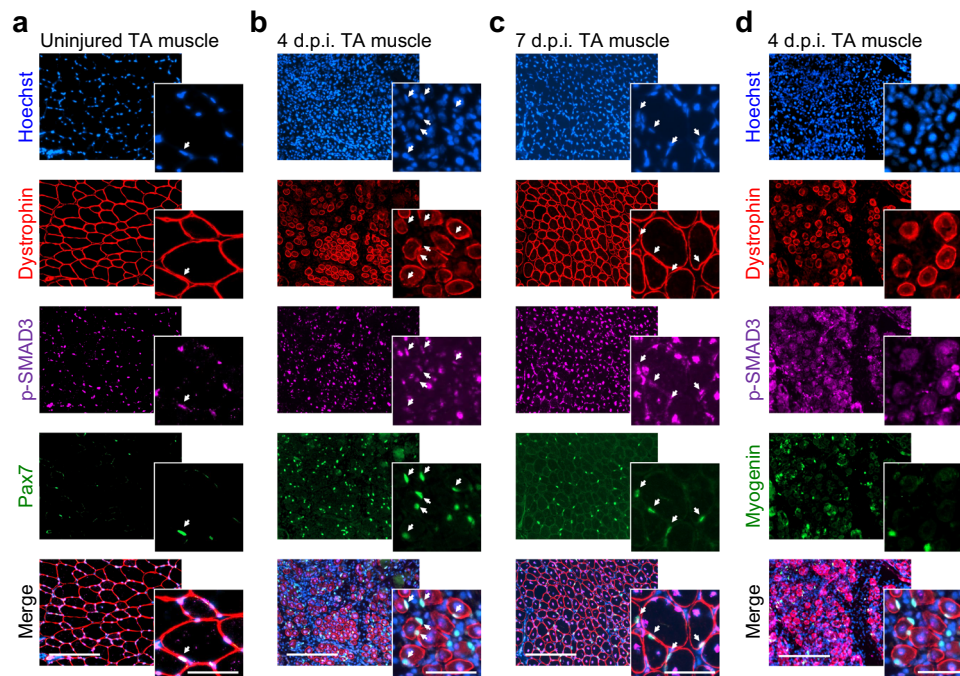 a
Uninjured TA muscle
b
4 d.p.i. TA muscle
c
7 d.p.i. TA muscle
d
4 d.p.i. TA muscle
Hoechst
Hoechst
Dystrophin
Dystrophin
p-SMAD3
p-SMAD3
Pax7
Myogenin
Merge
Merge